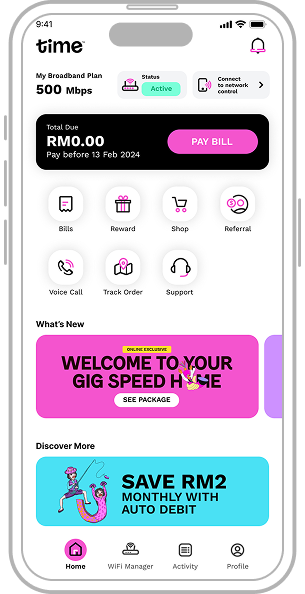 9:41
time
My Broadband Plan
500 Mbps
Status
Active
Connect
to network
control
Total Due
RM0.00
Pay before 13 Feb 2024
PAY BILL
Bills
Reward
Shop
Referral
Voice Call
Track Order
Support
What's New
ONLINE EXCLUSIVE
WELCOME TO YOUR
GIG SPEED HOME
SEE PACKAGE
Discover More
SAVE RM2
MONTHLY WITH
AUTO DEBIT
Home
WiFi Manager
Activity
Profile